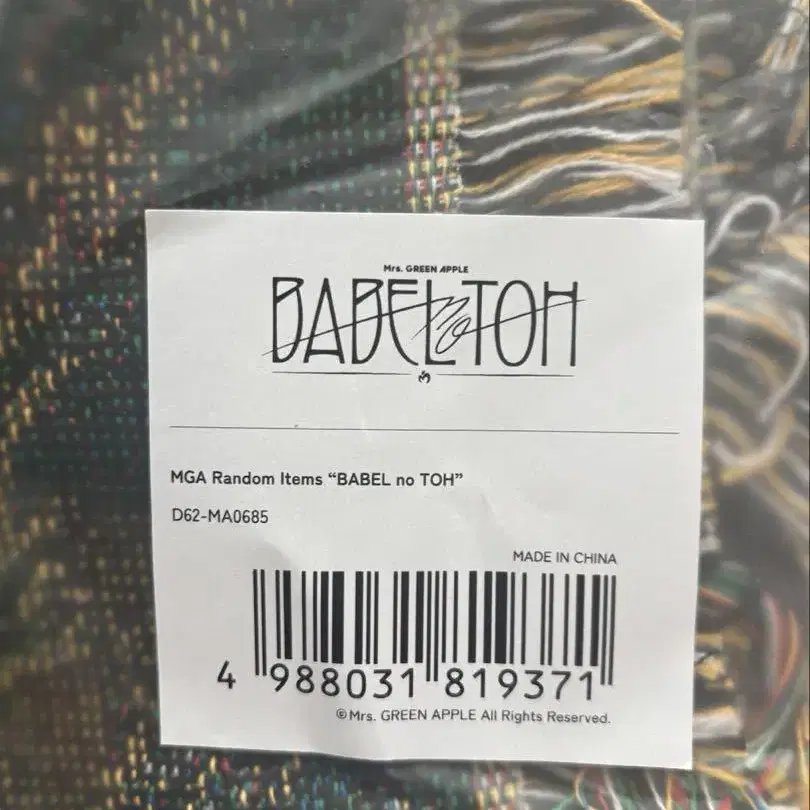 Mrs. GREEN APPLE
BABEL no TOH
MGA Random Items “BABEL no TOH”
D62-MA0685
MADE IN CHINA
4 988031 819371
©Mrs. GREEN APPLE All Rights Reserved.